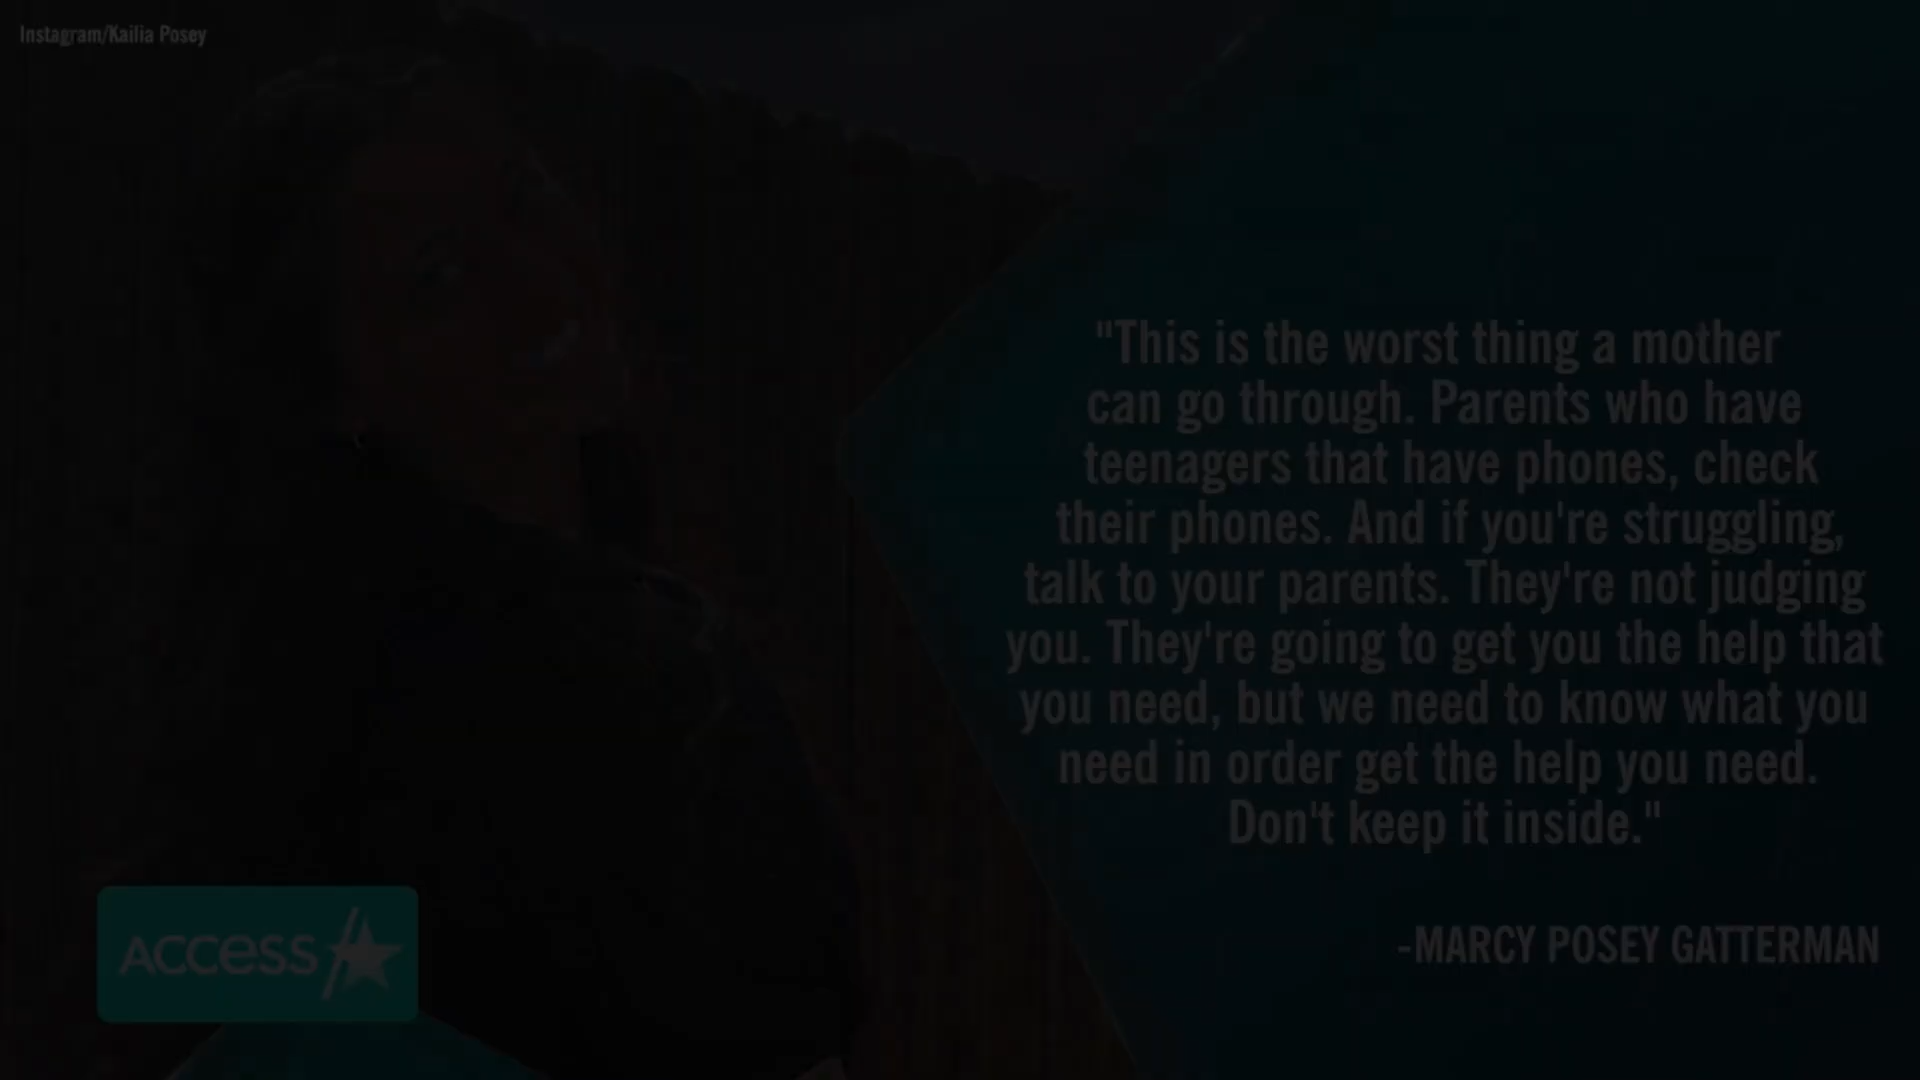 Instagram/Kailia Posey
"This is the worst thing a mother
can go through. Parents who have
teenagers that have phones, check
their phones. And if you're struggling,
talk to your parents. They're not judging
you. They're going to get you the help that
you need, but we need to know what you
need in order get the help you need.
Don't keep it inside."
-MARCY POSEY GATTERMAN
ACCESS